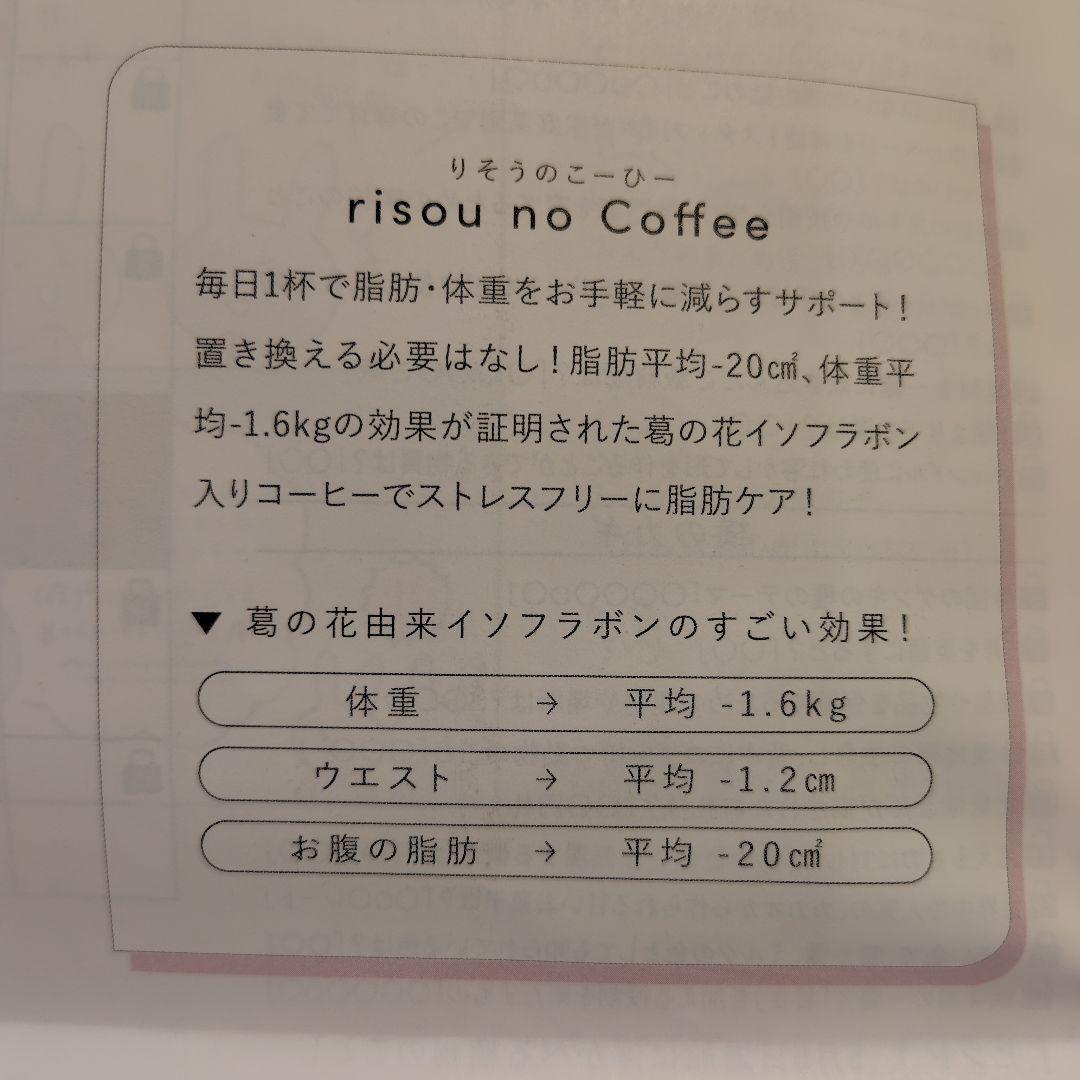 りそうのこーひー
risou no Coffee
毎日1杯で脂肪・体重をお手軽に減らすサポート！
置き換える必要はなし！脂肪平均-20㎠、体重平
均-1.6kgの効果が証明された葛の花イソフラボン
入りコーヒーでストレスフリーに脂肪ケア！
▼ 葛の花由来イソフラボンのすごい効果！
体重 → 平均 -1.6kg
ウエスト → 平均 -1.2㎝
お腹の脂肪 → 平均 -20㎠